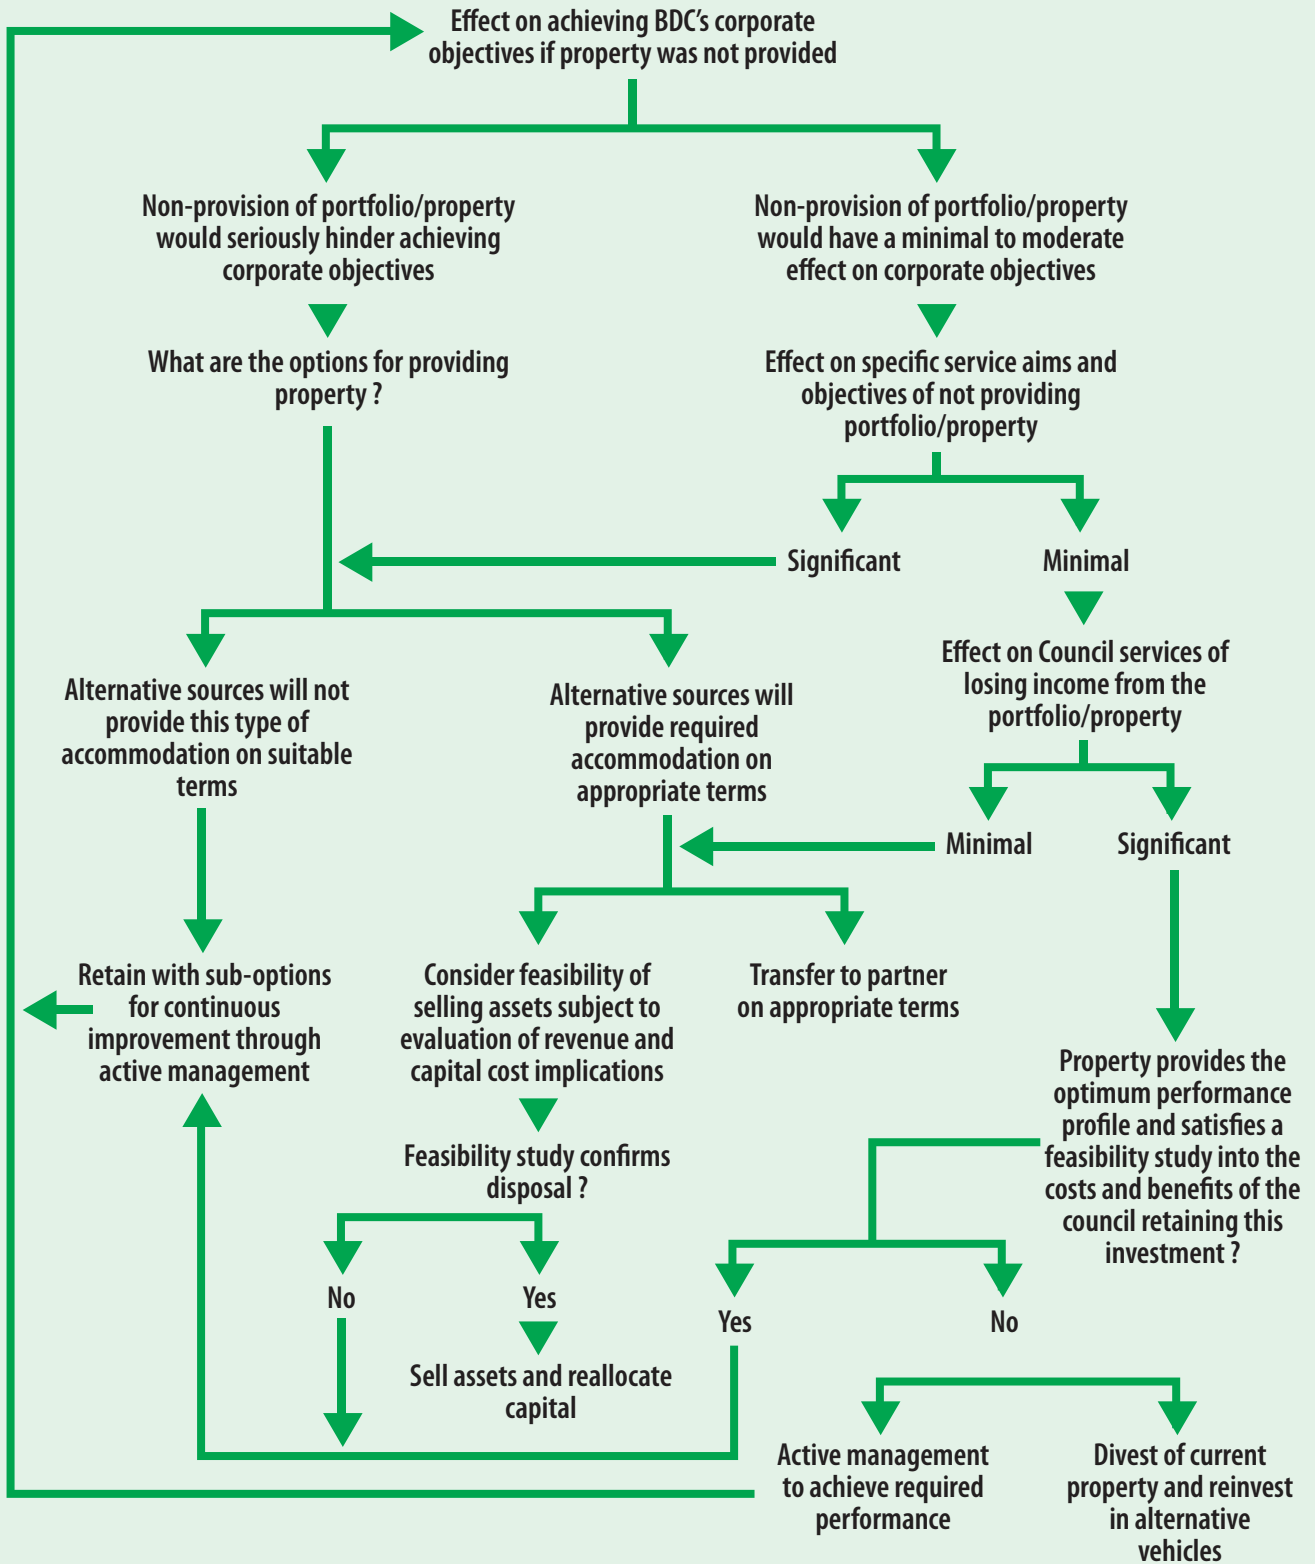 Effect on achieving BDC’s corporate
objectives if property was not provided
Non-provision of portfolio/property
would seriously hinder achieving
corporate objectives
Non-provision of portfolio/property
would have a minimal to moderate
effect on corporate objectives
What are the options for providing
property ?
Effect on specific service aims and
objectives of not providing
portfolio/property
Significant
Minimal
Alternative sources will not
provide this type of
accommodation on suitable
terms
Alternative sources will
provide required
accommodation on
appropriate terms
Effect on Council services of
losing income from the
portfolio/property
Minimal
Significant
Retain with sub-options
for continuous
improvement through
active management
Consider feasibility of
selling assets subject to
evaluation of revenue and
capital cost implications
Transfer to partner
on appropriate terms
Property provides the
optimum performance
profile and satisfies a
feasibility study into the
costs and benefits of the
council retaining this
investment ?
Feasibility study confirms
disposal ?
No
Yes
Yes
No
Sell assets and reallocate
capital
Active management
to achieve required
performance
Divest of current
property and reinvest
in alternative
vehicles